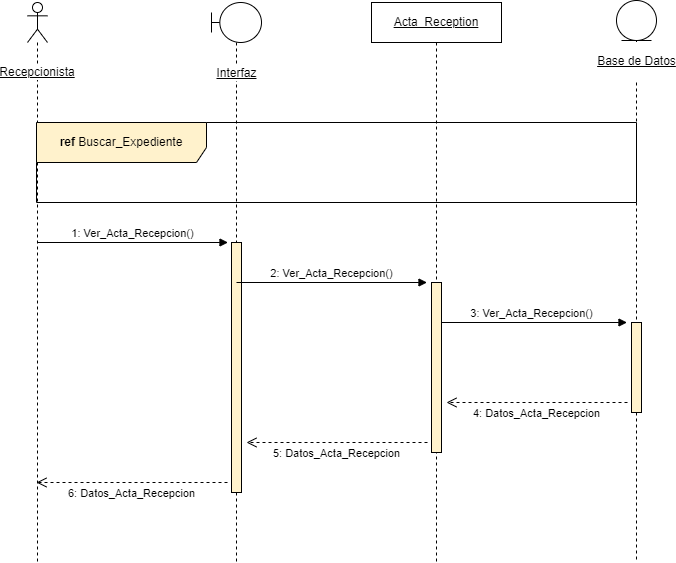 Acta_Reception
Recepcionista
Interfaz
Base de Datos
ref Buscar_Expediente
1: Ver_Acta_Recepcion()
2: Ver_Acta_Recepcion()
3: Ver_Acta_Recepcion()
4: Datos_Acta_Recepcion
5: Datos_Acta_Recepcion
6: Datos_Acta_Recepcion